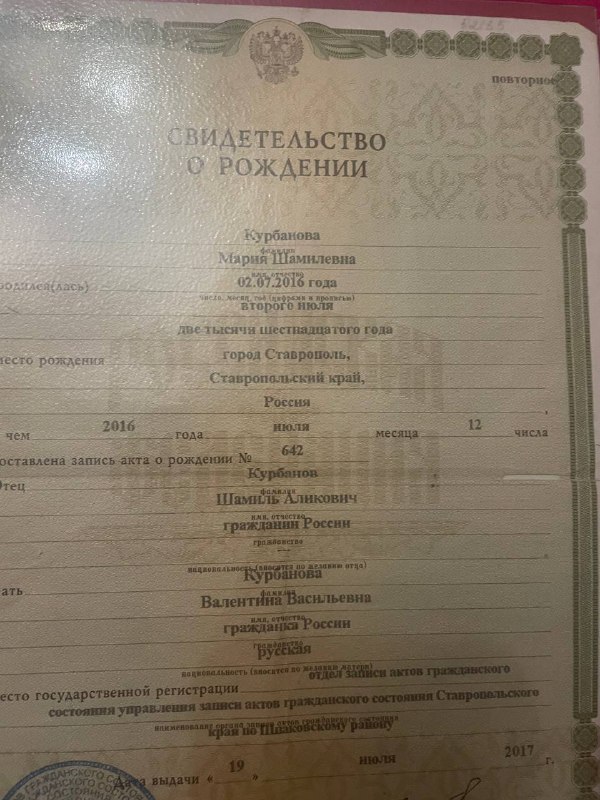 повторное
СВИДЕТЕЛЬСТВО
О РОЖДЕНИИ
Курбанова
фамилия
Мария Шамилевна
имя, отчество
родился(лась) 02.07.2016 года
число, месяц, год (цифрами и прописью)
второго июля
две тысячи шестнадцатого года
место рождения город Ставрополь,
Ставропольский край,
Россия
чем 2016 года июля месяца 12 числа
составлена запись акта о рождении № 642
Отец Курбанов
фамилия
Шамиль Аликович
имя, отчество
гражданин России
гражданство
—
национальность (вносится по желанию отца)
ать Курбанова
фамилия
Валентина Васильевна
имя, отчество
гражданка России
гражданство
русская
национальность (вносится по желанию матери)
место государственной регистрации отдел записи актов гражданского
состояния управления записи актов гражданского состояния Ставропольского
наименование органа записи актов гражданского состояния
края по Шпаковскому району
Дата выдачи « 19 » июля 2017 г.
ГРАЖДАНСКОГО